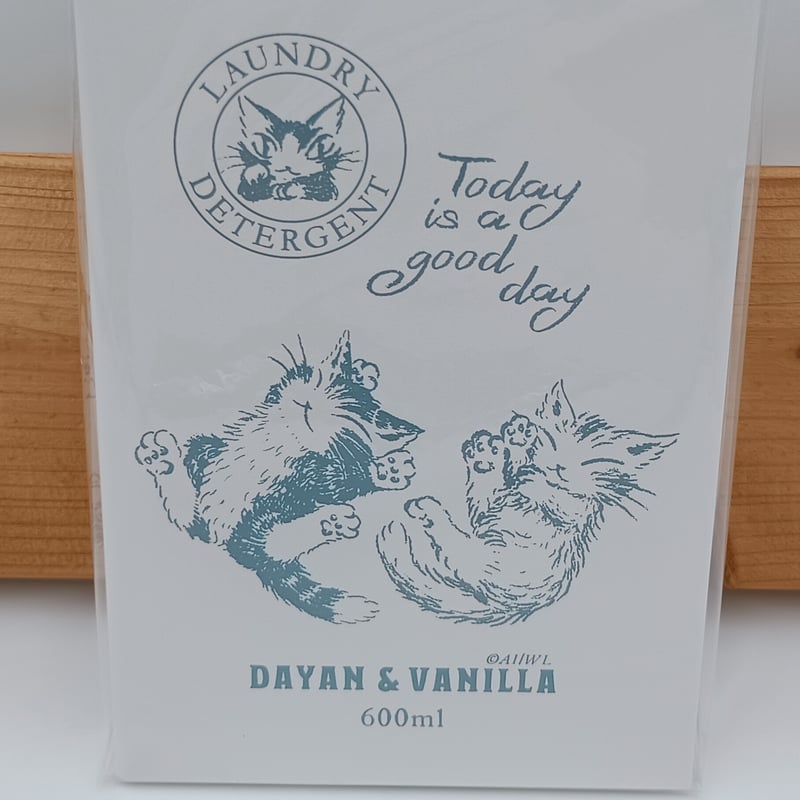 LAUNDRY
DETERGENT
Today
is a
good
day
©AI/WL
DAYAN & VANILLA
600ml